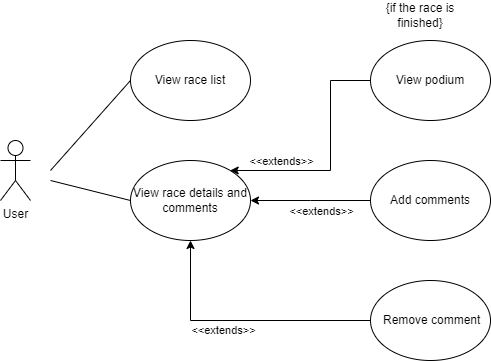 {if the race is
finished}
View race list
View podium
<<extends>>
View race details and
comments
Add comments
<<extends>>
User
Remove comment
<<extends>>